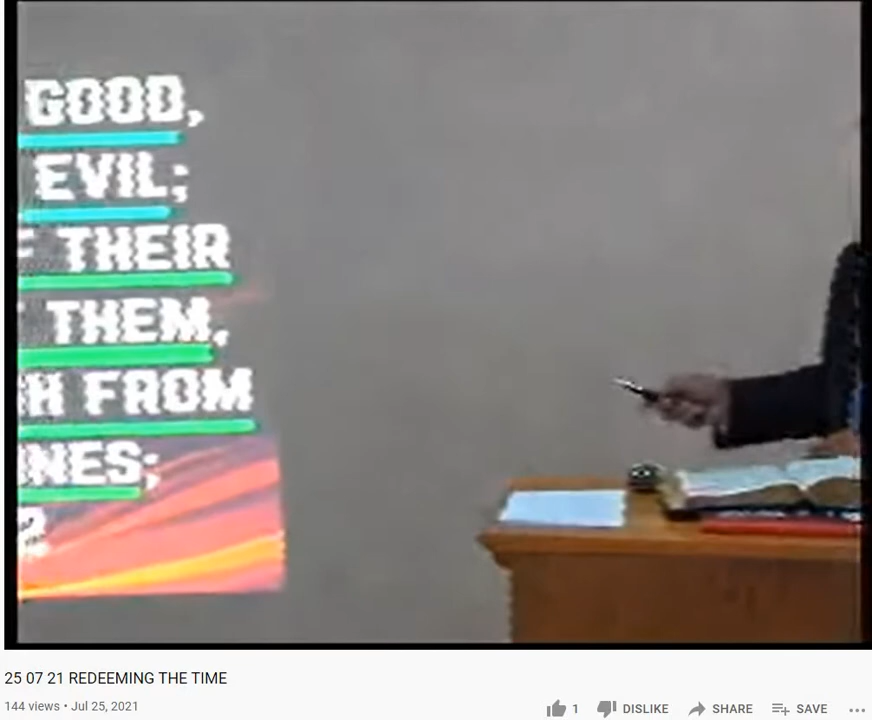 GOOD,
EVIL;
THEIR
THEM,
FROM
25 07 21 REDEEMING THE TIME
144 views • Jul 25, 2021
1 DISLIKE SHARE SAVE ...